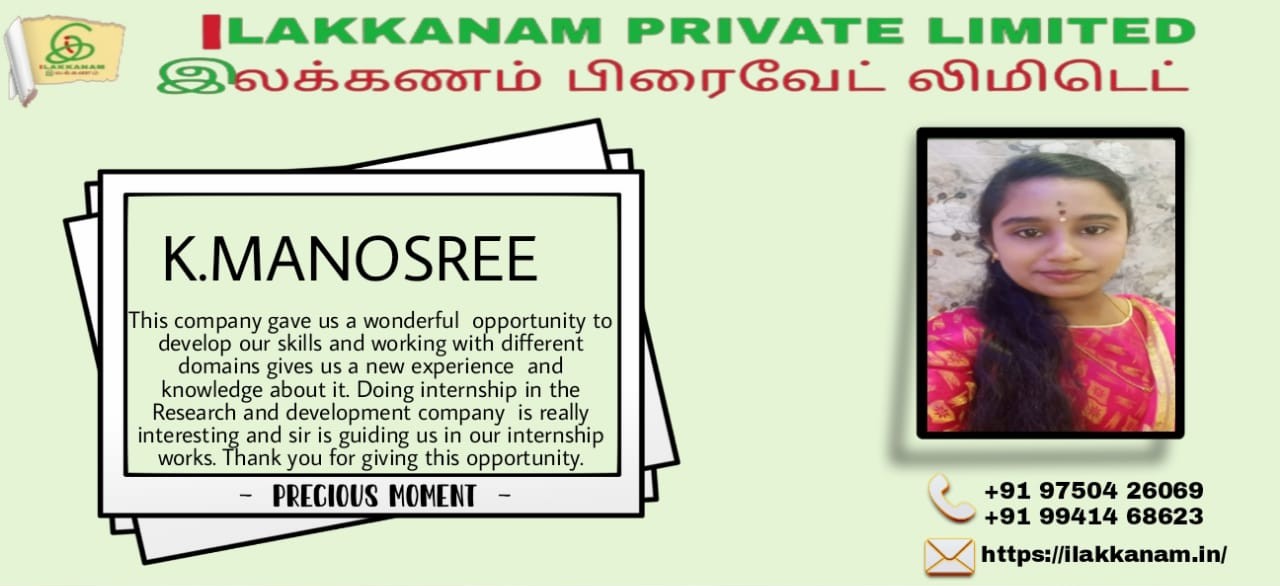 ILAKKANAM
இலக்கணம்
ILAKKANAM PRIVATE LIMITED
இலக்கணம் பிரைவேட் லிமிடெட்
K.MANOSREE
This company gave us a wonderful opportunity to
develop our skills and working with different
domains gives us a new experience and
knowledge about it. Doing internship in the
Research and development company is really
interesting and sir is guiding us in our internship
works. Thank you for giving this opportunity.
- PRECIOUS MOMENT -
+91 97504 26069
+91 99414 68623
https://ilakkanam.in/